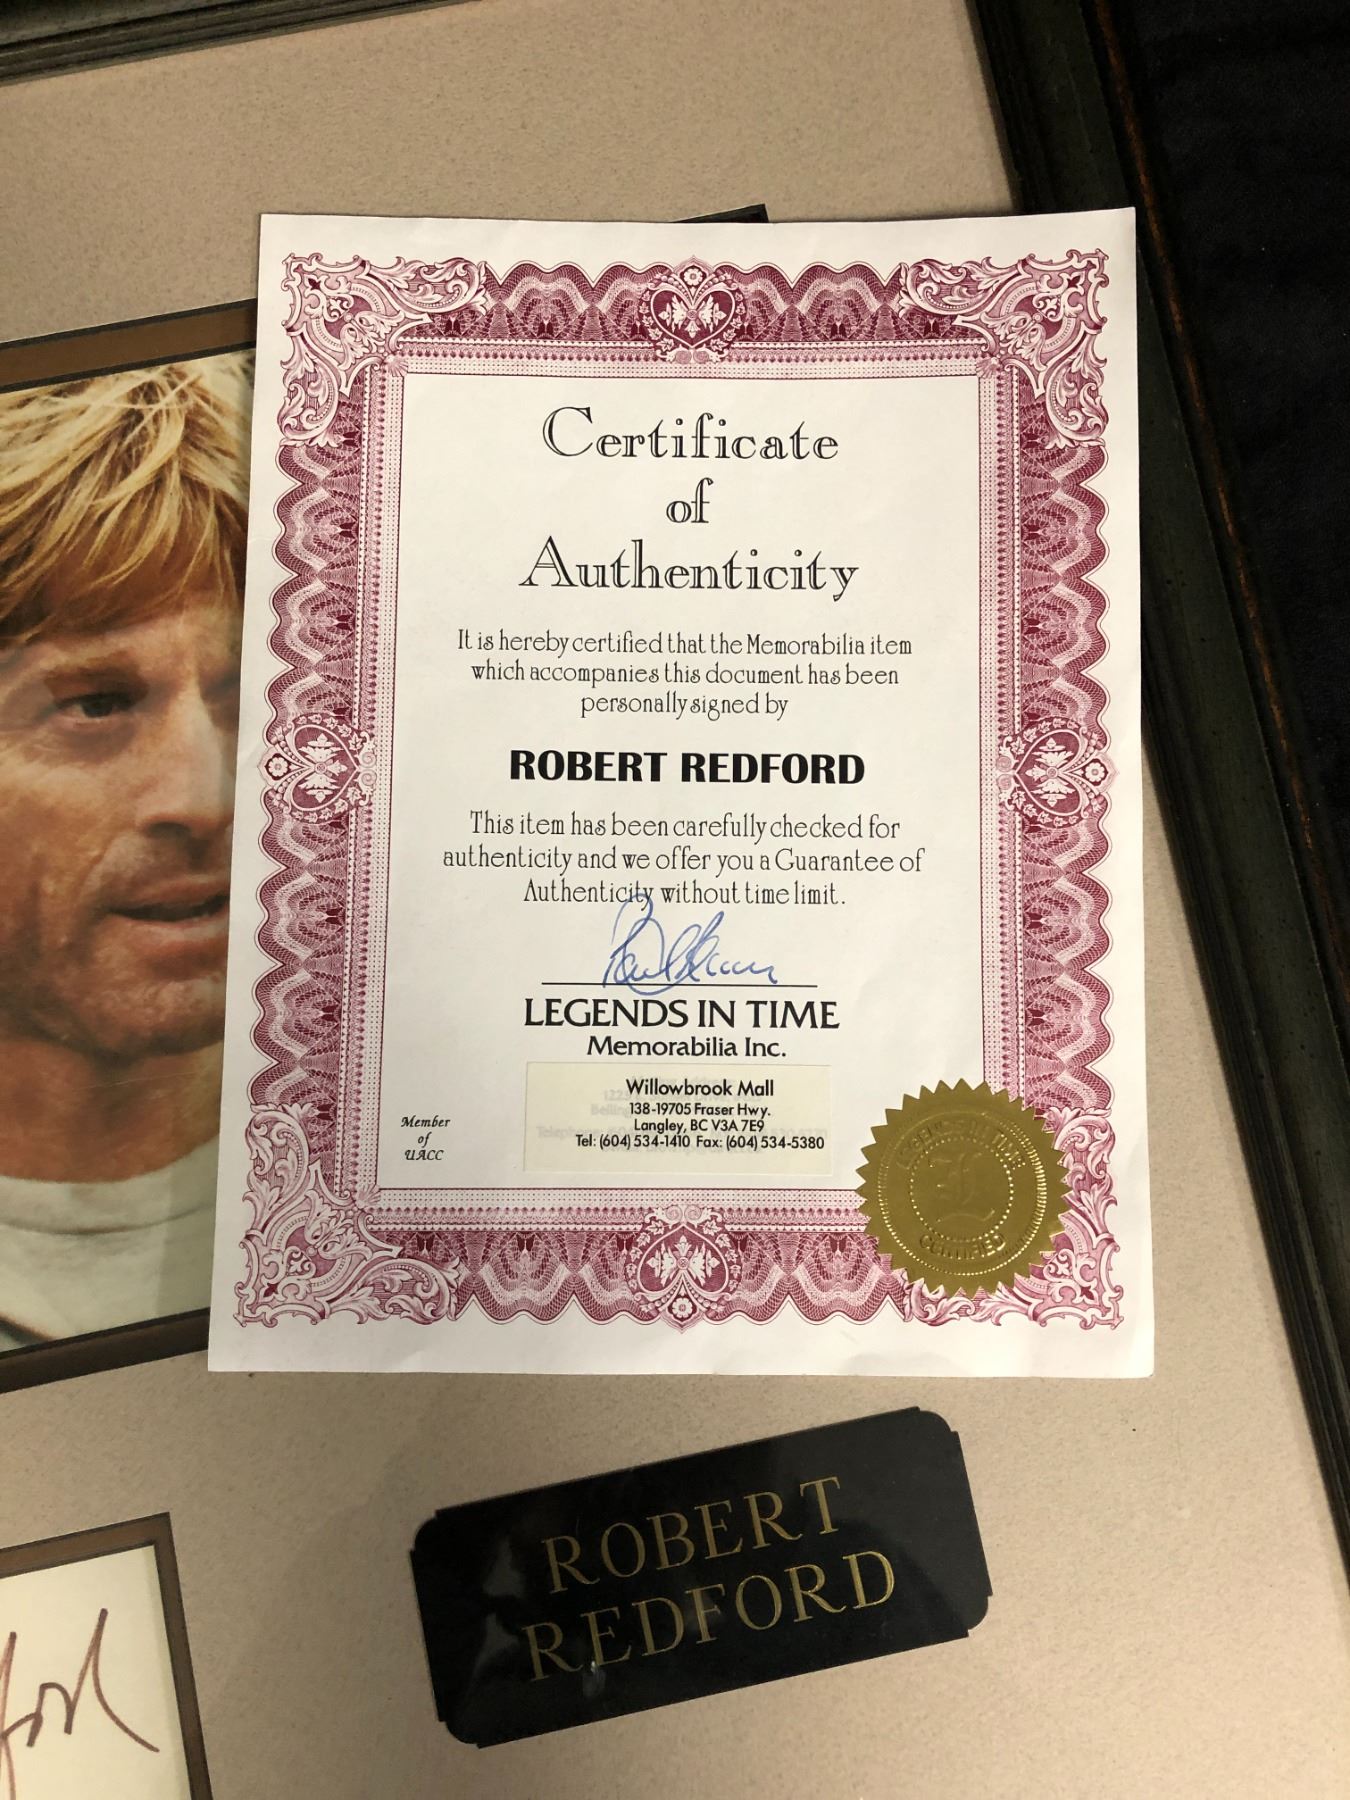 Certificate
of
Authenticity
It is hereby certified that the Memorabilia item
which accompanies this document has been
personally signed by
ROBERT REDFORD
This item has been carefully checked for
authenticity and we offer you a Guarantee of
Authenticity without time limit.
LEGENDS IN TIME
Memorabilia Inc.
Willowbrook Mall
138-19705 Fraser Hwy.
Langley, BC V3A 7E9
Tel: (604) 534-1410 Fax: (604) 534-5380
Member
of
UACC
LEGENDS IN TIME
L
CERTIFIED
ROBERT
REDFORD